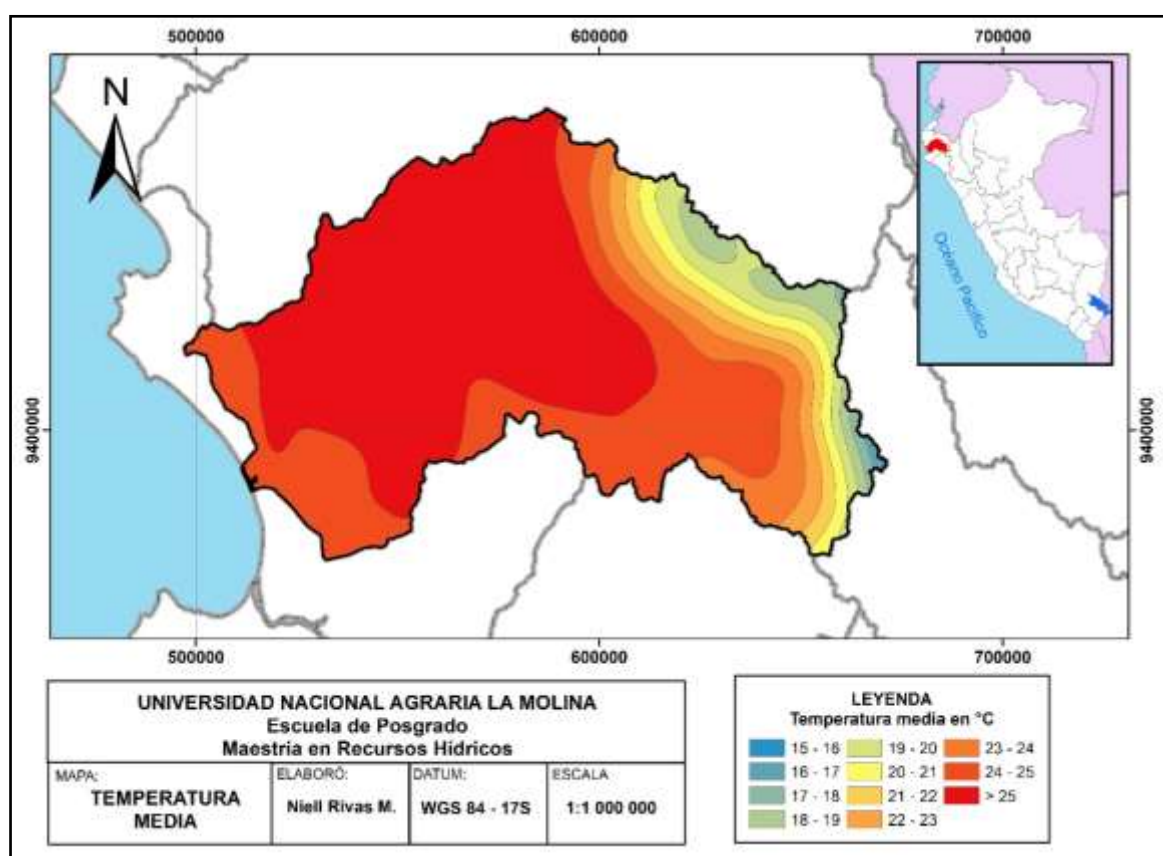 500000 600000 700000
N
Océano Pacífico
9400000 9400000
500000 600000 700000
UNIVERSIDAD NACIONAL AGRARIA LA MOLINA
Escuela de Posgrado
Maestria en Recursos Hídricos
MAPA:
TEMPERATURA
MEDIA
ELABORÓ:
Niell Rivas M.
DATUM:
WGS 84 - 17S
ESCALA
1:1 000 000
LEYENDA
Temperatura media en °C
15 - 16
16 - 17
17 - 18
18 - 19
19 - 20
20 - 21
21 - 22
22 - 23
23 - 24
24 - 25
> 25